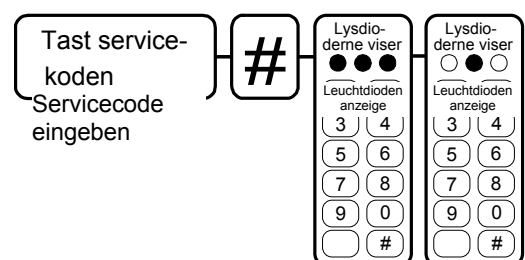 Tast service-
koden
Servicecode
eingeben
#
Lysdio-
derne viser
Leuchtdioden
anzeige
3 4
5 6
7 8
9 0
#
Lysdio-
derne viser
Leuchtdioden
anzeige
3 4
5 6
7 8
9 0
#